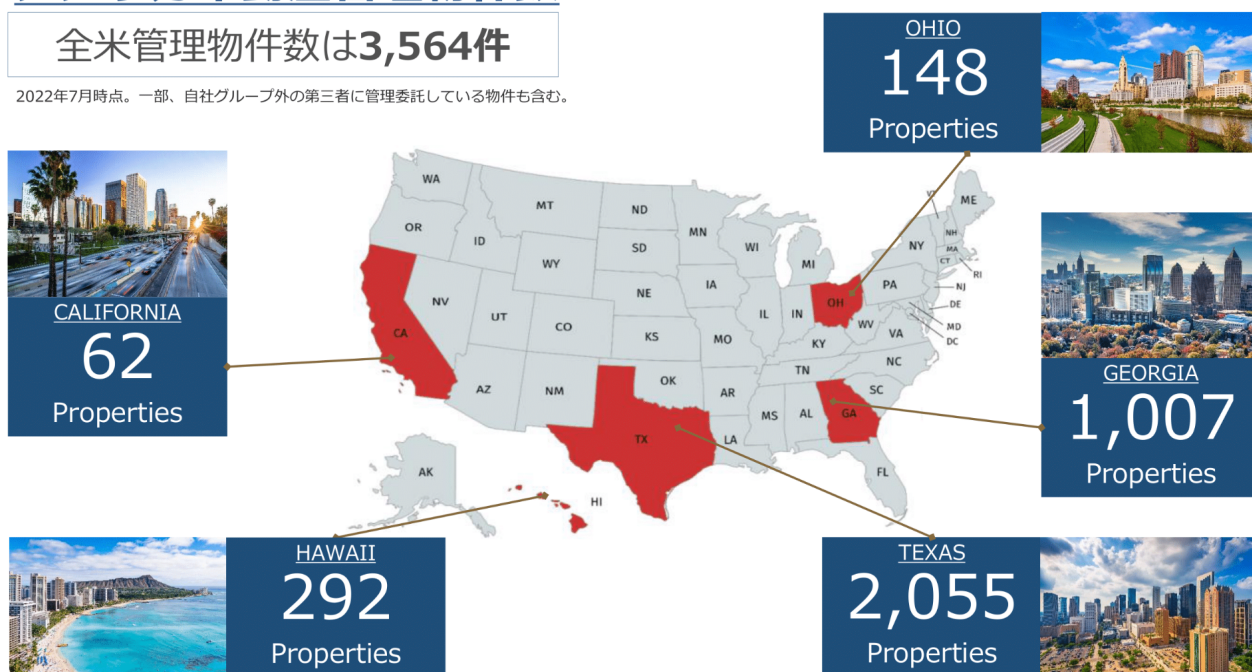 全米管理物件数は3,564件
2022年7月時点。一部、自社グループ外の第三者に管理委託している物件も含む。
OHIO
148
Properties
CALIFORNIA
62
Properties
GEORGIA
1,007
Properties
HAWAII
292
Properties
TEXAS
2,055
Properties
WA
OR
CA
ID
NV
MT
WY
UT
AZ
CO
NM
ND
SD
NE
KS
OK
TX
MN
IA
MO
AR
LA
WI
IL
MI
IN
OH
KY
TN
MS
AL
GA
FL
SC
NC
VA
WV
PA
NY
VT
NH
ME
MA
CT
RI
NJ
DE
MD
DC
AK
HI